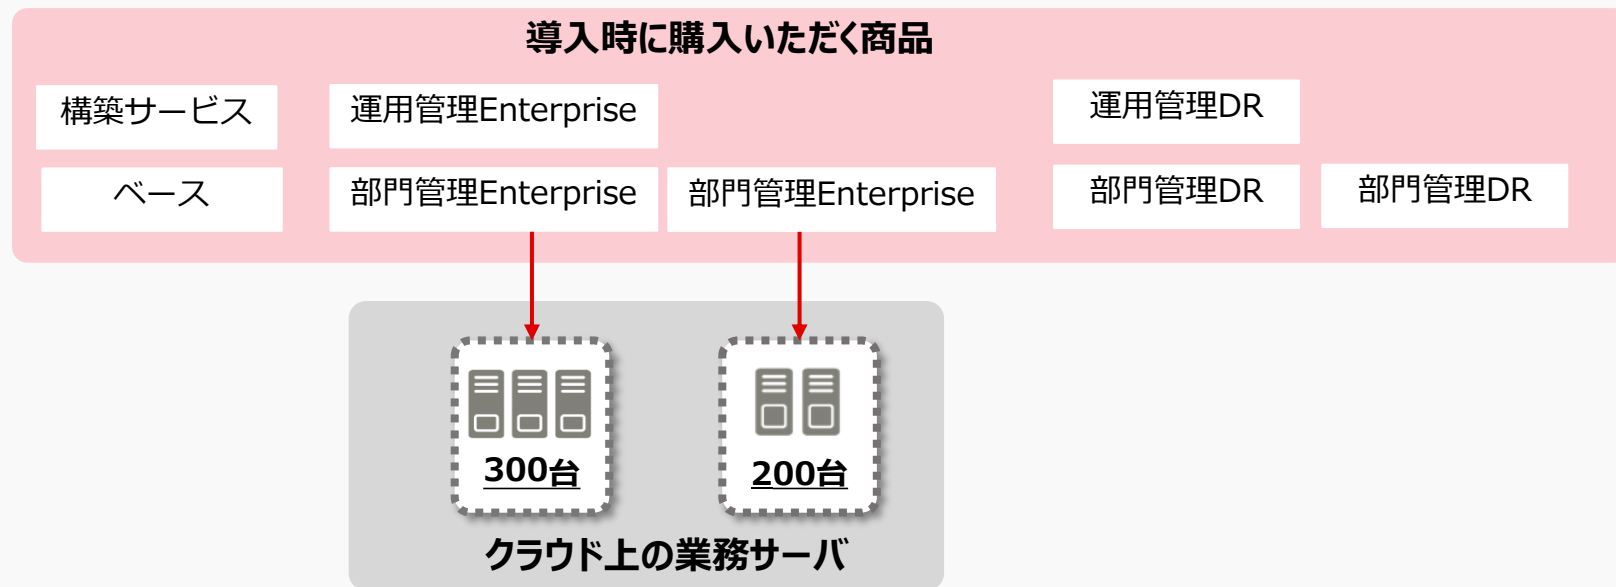 導入時に購入いただく商品
構築サービス
運用管理Enterprise
運用管理DR
ベース
部門管理Enterprise
部門管理Enterprise
部門管理DR
部門管理DR
300台
200台
クラウド上の業務サーバ